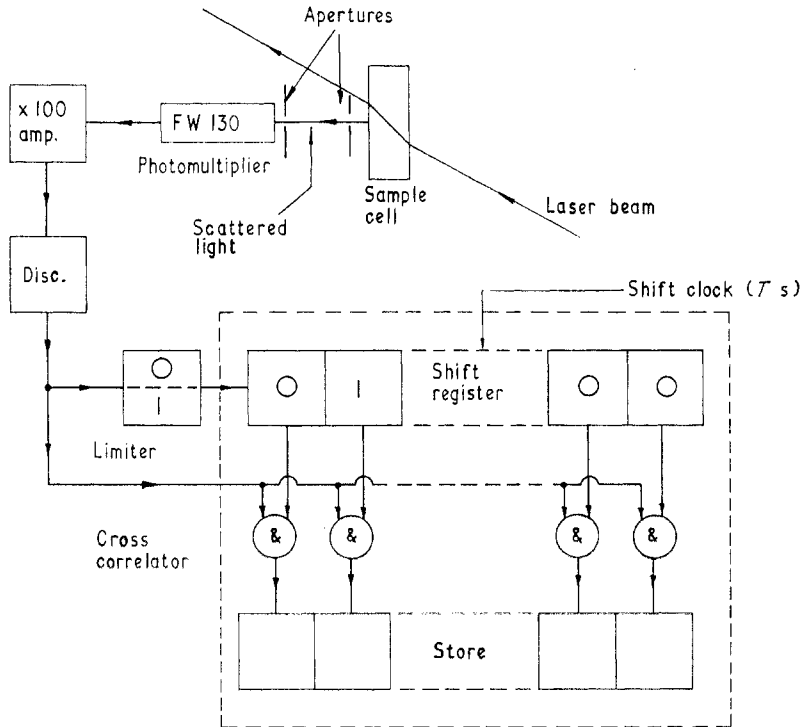 Apertures
x 100
amp.
FW 130
Photomultiplier
Scattered
light
Sample
cell
Laser beam
Disc.
Shift clock (T s)
O
I
Limiter
O
I
Shift
register
O
O
Cross
correlator
&
&
&
&
Store